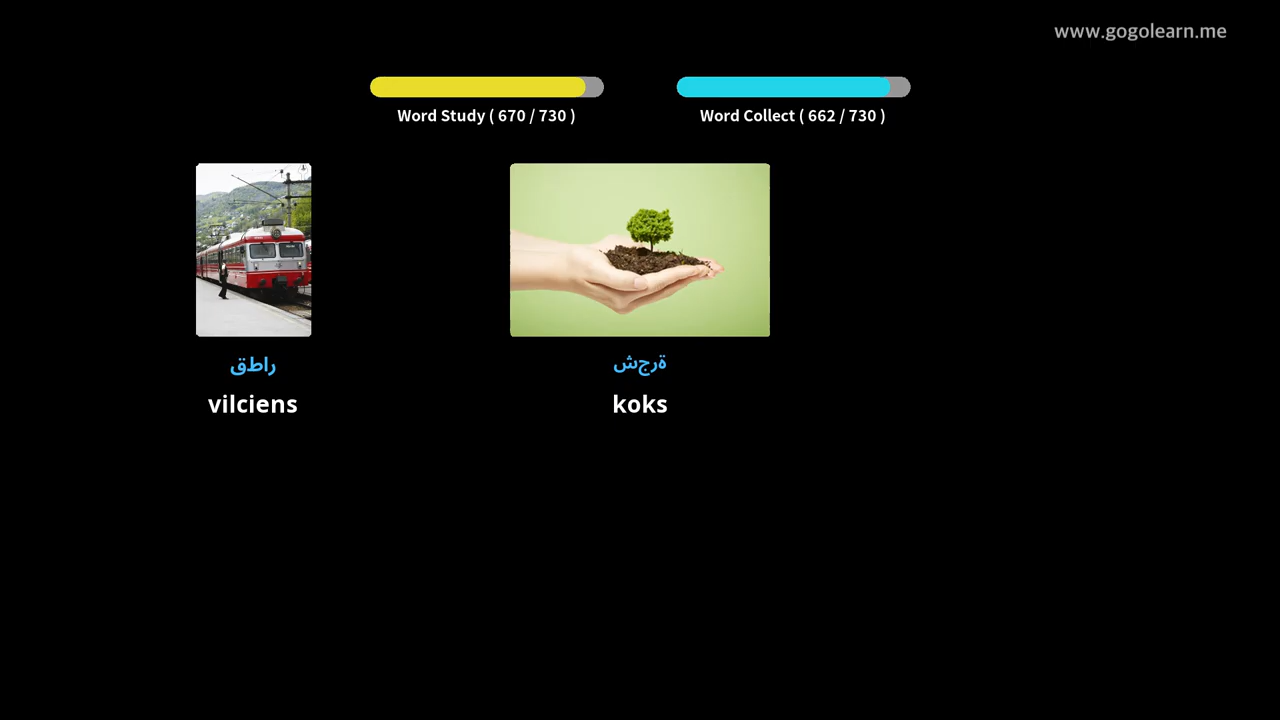 www.gogolearn.me
Word Study ( 670 / 730 )
Word Collect ( 662 / 730 )
راطق
ةرجش
vilciens
koks